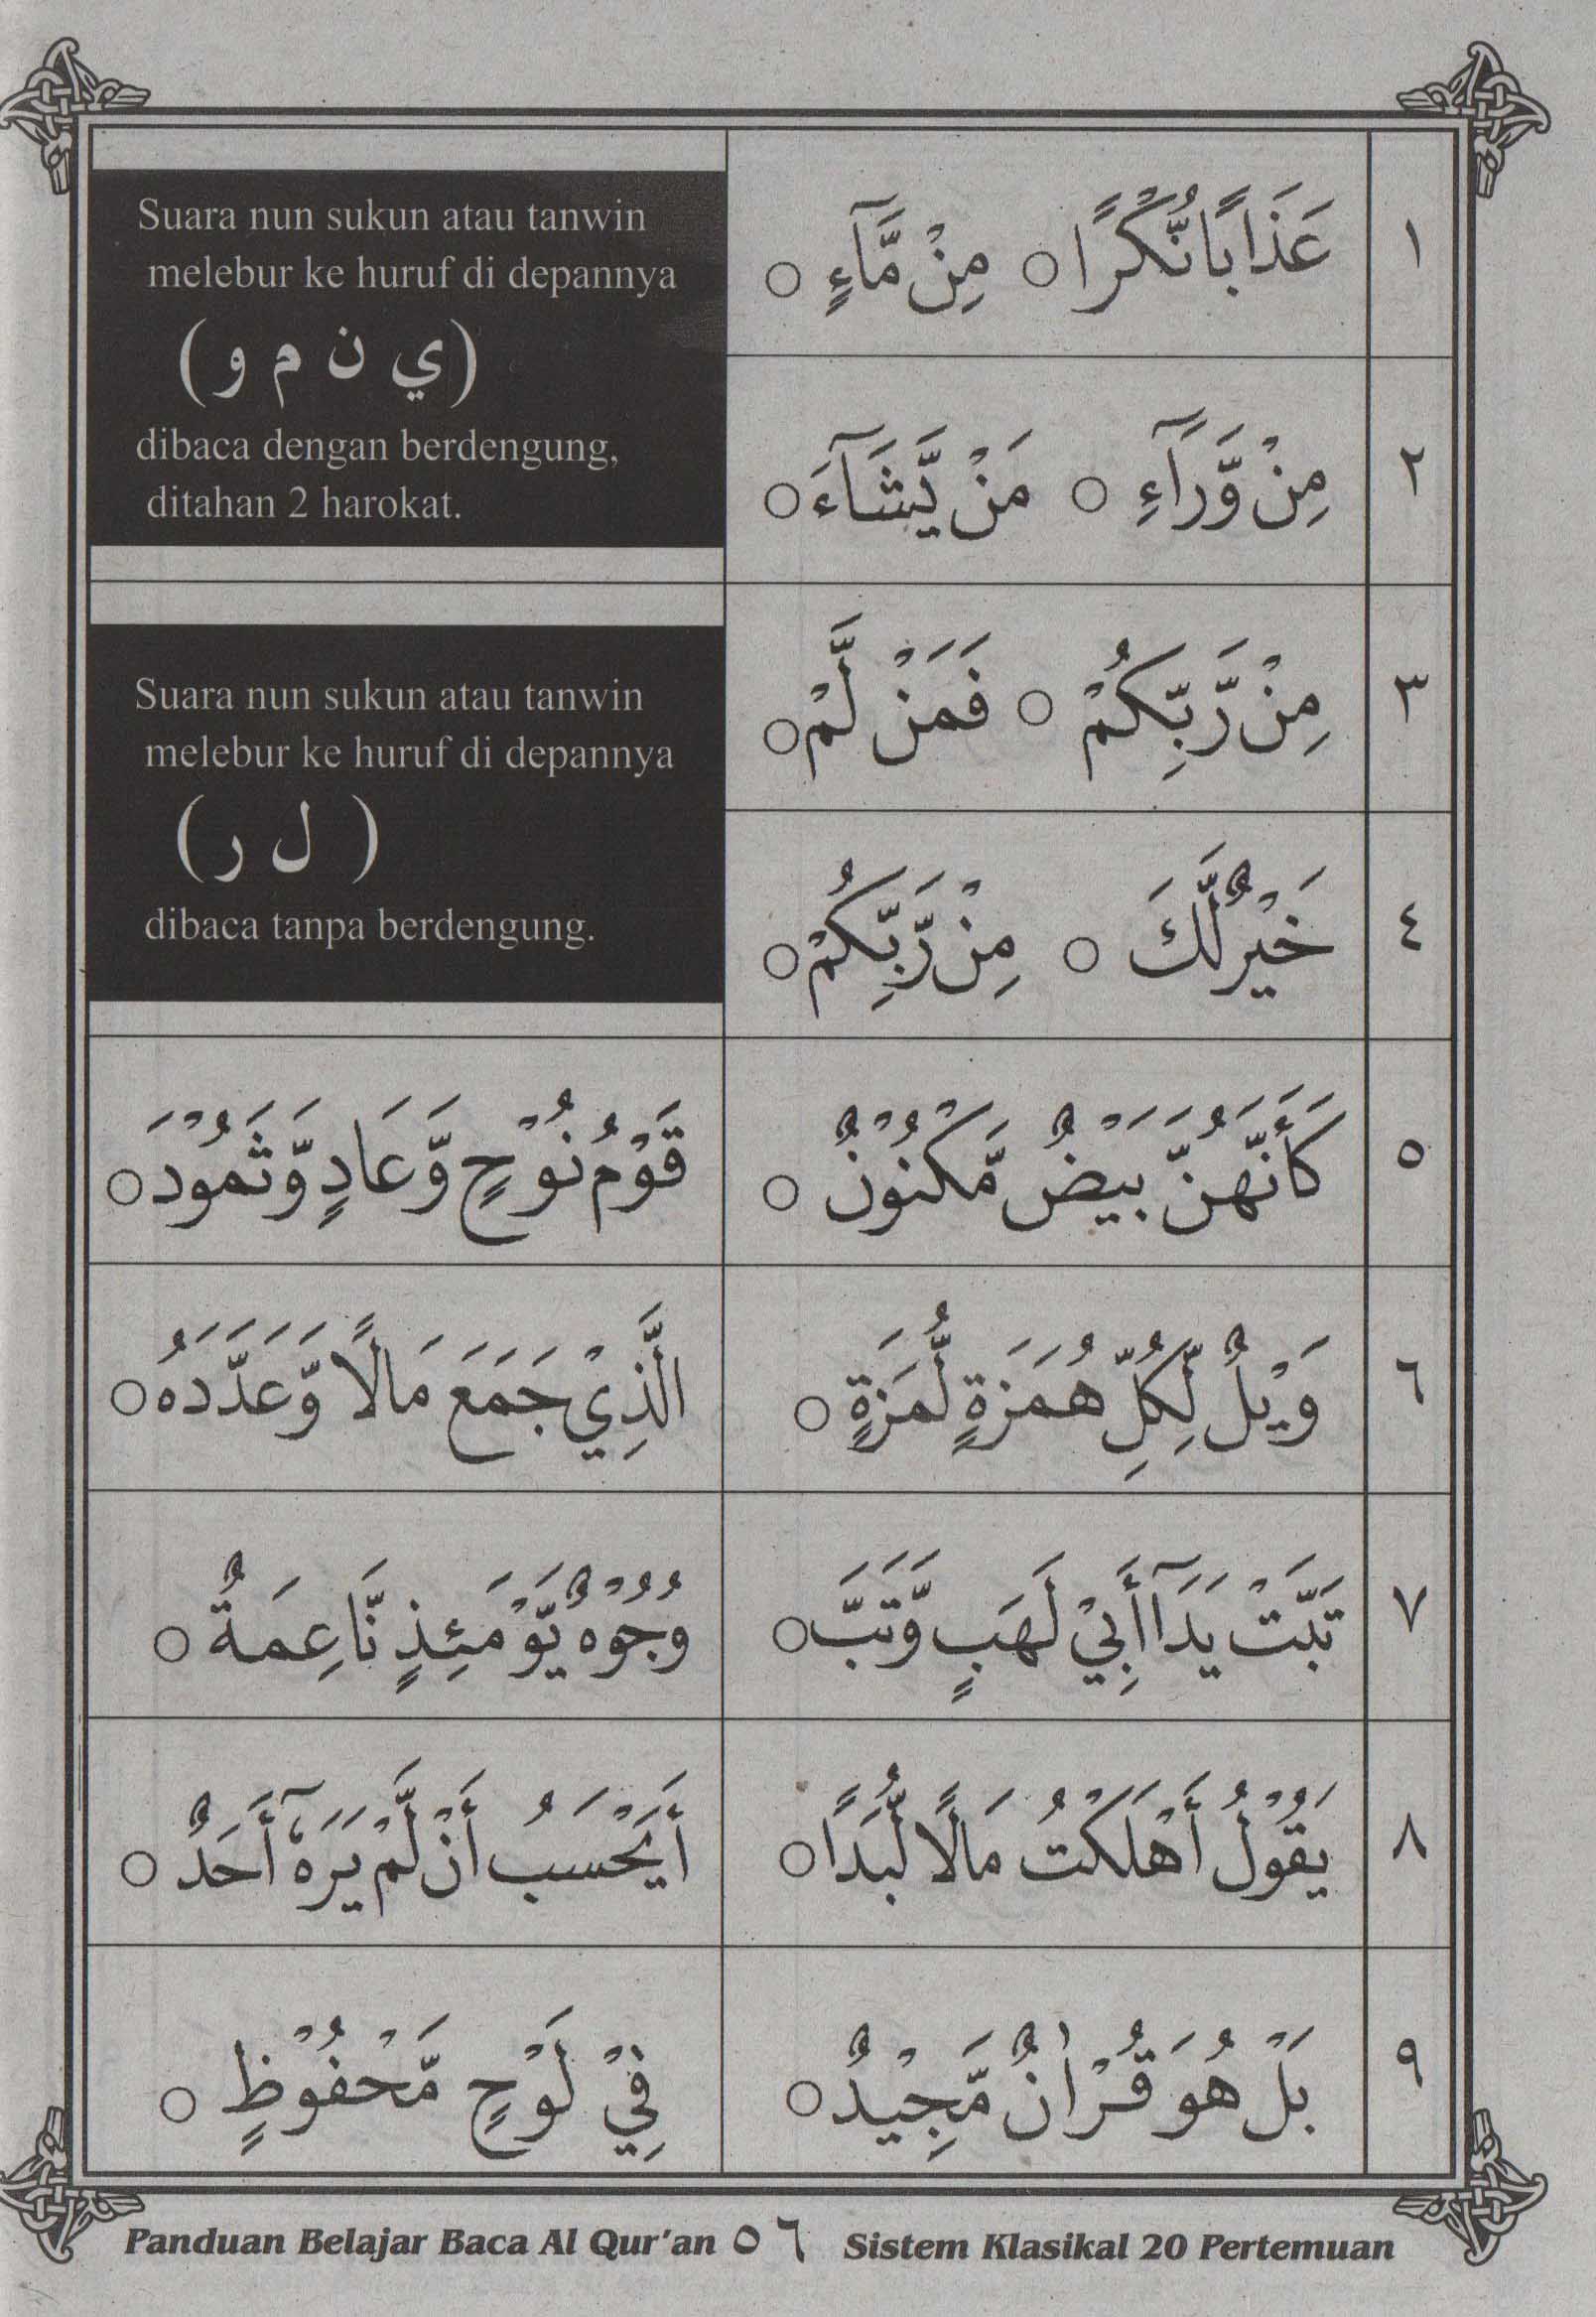 ١
عَذَابًا نُّكْرًا ○ مِنْ مَّآءٍ ○
Suara nun sukun atau tanwin
melebur ke huruf di depannya
(ي ن م و)
dibaca dengan berdengung,
ditahan 2 harokat.
٢
مِنْ وَّرَآءِ ○ مَنْ يَّشَآءَ ○
٣
مِنْ رَّبِّكُمْ ○ فَمَنْ لَّمْ ○
Suara nun sukun atau tanwin
melebur ke huruf di depannya
( ل ر)
dibaca tanpa berdengung.
٤
خَيْرٌ لَّكَ ○ مِنْ رَّبِّكُمْ ○
٥
كَأَنَّهُنَّ بَيْضٌ مَّكْنُوْنٌ ○
قَوْمُ نُوْحٍ وَّعَادٍ وَّثَمُوْدَ ○
٦
وَيْلٌ لِّكُلِّ هُمَزَةٍ لُّمَزَةٍ ○
الَّذِيْ جَمَعَ مَالًا وَّعَدَّدَهُ ○
٧
تَبَّتْ يَدَآ أَبِيْ لَهَبٍ وَّتَبَّ ○
وُجُوْهٌ يَّوْمَئِذٍ نَّاعِمَةٌ ○
٨
يَقُوْلُ أَهْلَكْتُ مَالًا لُّبَدًا ○
أَيَحْسَبُ أَنْ لَّمْ يَرَهٗٓ أَحَدٌ ○
٩
بَلْ هُوَ قُرْاٰنٌ مَّجِيْدٌ ○
فِيْ لَوْحٍ مَّحْفُوْظٍ ○
Panduan Belajar Baca Al Qur'an ٥٦ Sistem Klasikal 20 Pertemuan